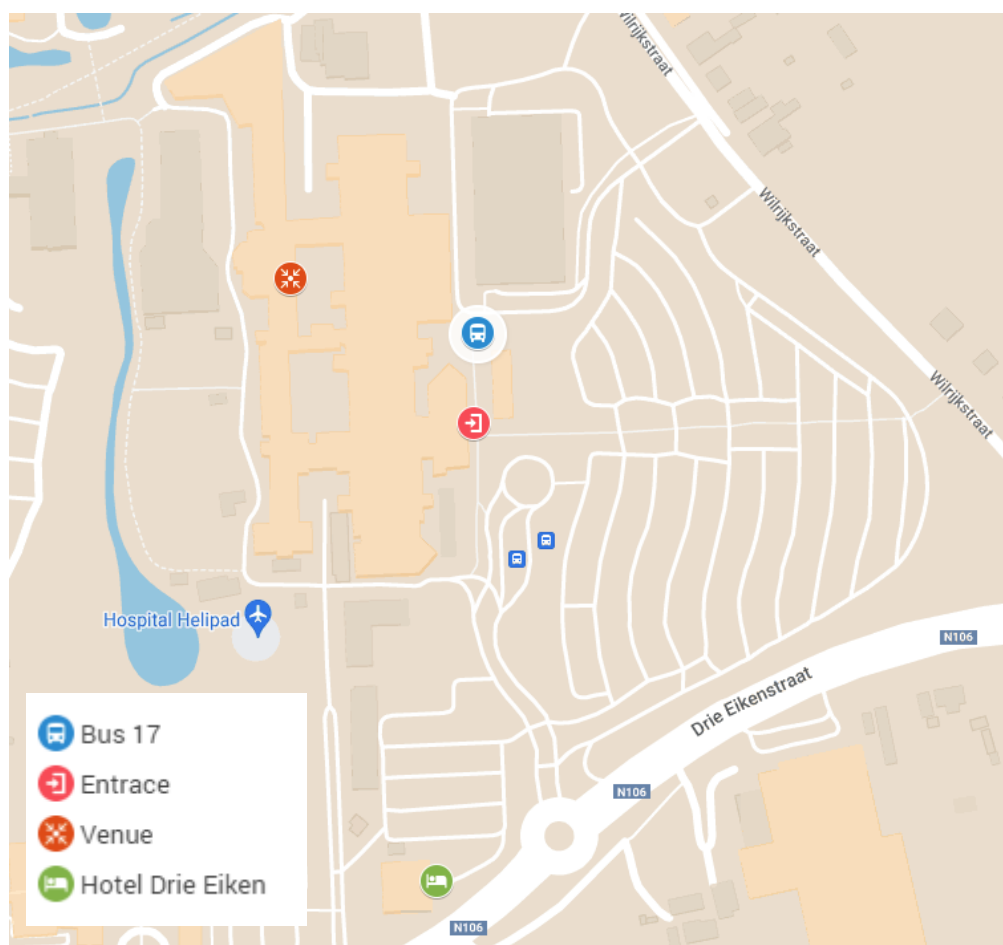 Wilrijkstraat
Wilrijkstraat
Wilrijkstraat
Hospital Helipad
N106
Drie Eikenstraat
N106
N106
Bus 17
Entrace
Venue
Hotel Drie Eiken